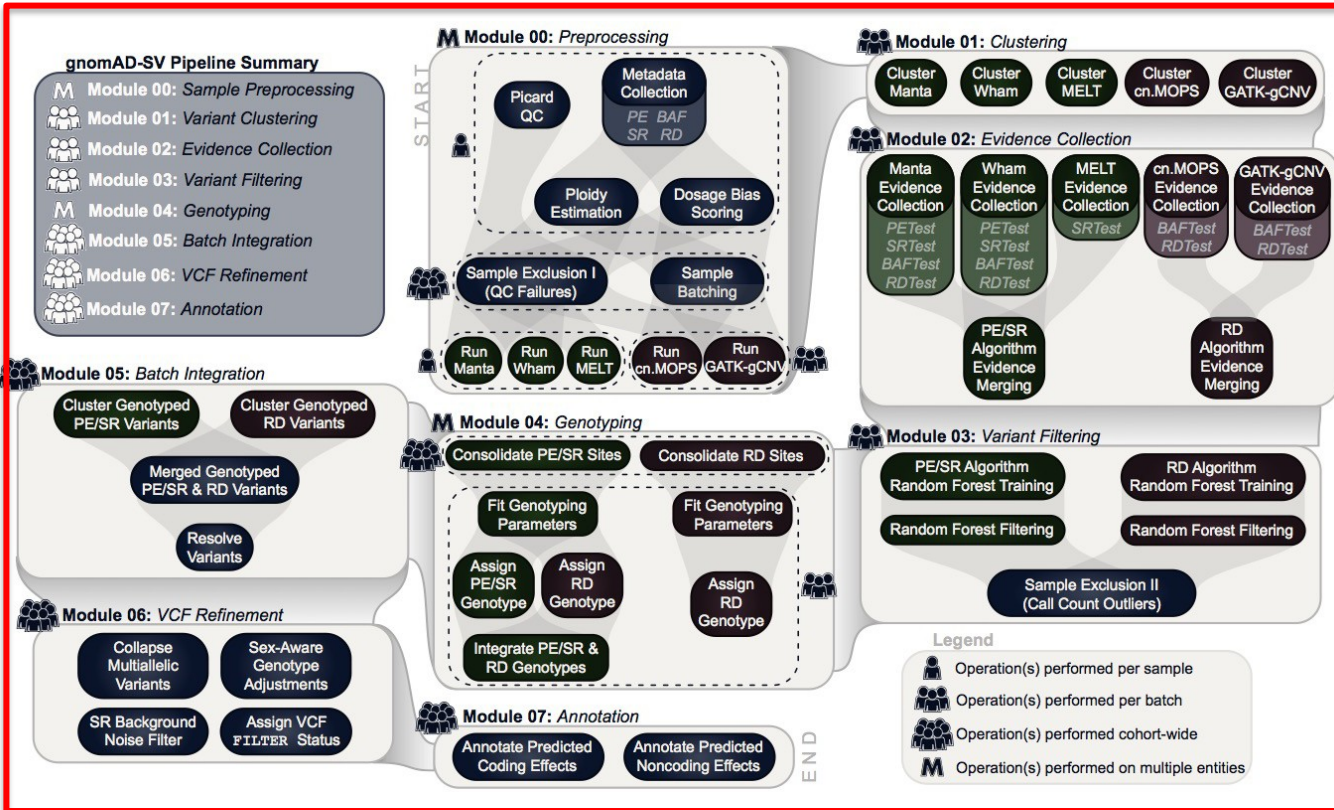 gnomAD-SV Pipeline Summary
M Module 00: Sample Preprocessing
Module 01: Variant Clustering
Module 02: Evidence Collection
Module 03: Variant Filtering
M Module 04: Genotyping
Module 05: Batch Integration
Module 06: VCF Refinement
Module 07: Annotation
M Module 00: Preprocessing
START
Picard
QC
Metadata
Collection
PE BAF
SR RD
Ploidy
Estimation
Dosage Bias
Scoring
Sample Exclusion I
(QC Failures)
Sample
Batching
Run
Manta
Run
Wham
Run
MELT
Run
cn.MOPS
Run
GATK-gCNV
Module 01: Clustering
Cluster
Manta
Cluster
Wham
Cluster
MELT
Cluster
cn.MOPS
Cluster
GATK-gCNV
Module 02: Evidence Collection
Manta
Evidence
Collection
PETest
SRTest
BAFTest
RDTest
Wham
Evidence
Collection
PETest
SRTest
BAFTest
RDTest
MELT
Evidence
Collection
SRTest
cn.MOPS
Evidence
Collection
BAFTest
RDTest
GATK-gCNV
Evidence
Collection
BAFTest
RDTest
PE/SR
Algorithm
Evidence
Merging
RD
Algorithm
Evidence
Merging
Module 03: Variant Filtering
PE/SR Algorithm
Random Forest Training
RD Algorithm
Random Forest Training
Random Forest Filtering
Random Forest Filtering
Sample Exclusion II
(Call Count Outliers)
M Module 04: Genotyping
Consolidate PE/SR Sites
Consolidate RD Sites
Fit Genotyping
Parameters
Fit Genotyping
Parameters
Assign
PE/SR
Genotype
Assign
RD
Genotype
Assign
RD
Genotype
Integrate PE/SR &
RD Genotypes
Module 05: Batch Integration
Cluster Genotyped
PE/SR Variants
Cluster Genotyped
RD Variants
Merged Genotyped
PE/SR & RD Variants
Resolve
Variants
Module 06: VCF Refinement
Collapse
Multiallelic
Variants
Sex-Aware
Genotype
Adjustments
SR Background
Noise Filter
Assign VCF
FILTER Status
Module 07: Annotation
Annotate Predicted
Coding Effects
Annotate Predicted
Noncoding Effects
END
Legend
Operation(s) performed per sample
Operation(s) performed per batch
Operation(s) performed cohort-wide
M Operation(s) performed on multiple entities